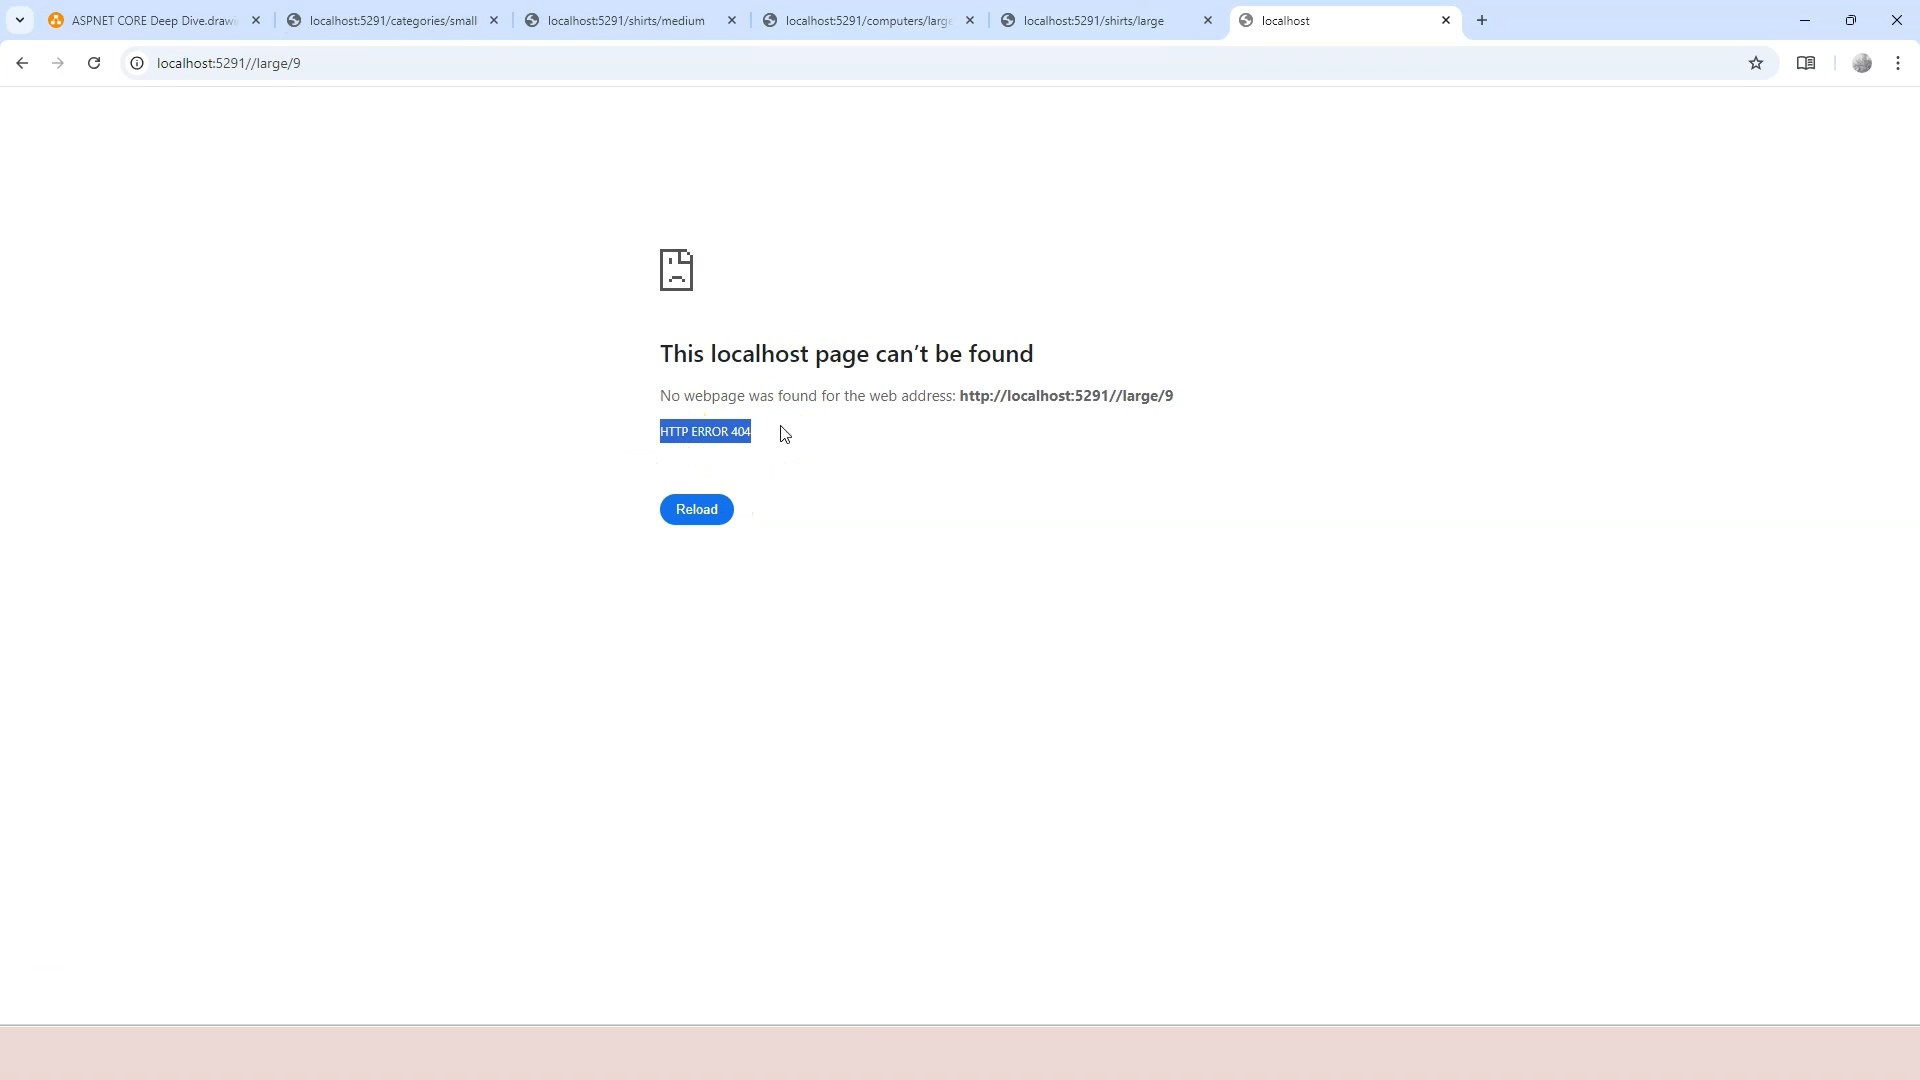 ASPNET CORE Deep Dive.draw
localhost:5291/categories/small
localhost:5291/shirts/medium
localhost:5291/computers/large
localhost:5291/shirts/large
localhost
localhost:5291//large/9
This localhost page can't be found
No webpage was found for the web address: http://localhost:5291//large/9
HTTP ERROR 404
Reload